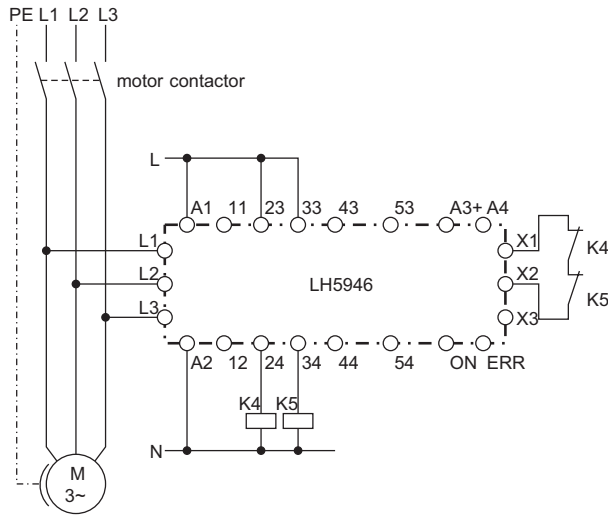 PE L1 L2 L3
motor contactor
L
A1 11 23 33 43 53 A3+ A4
L1 X1 K4
L2 LH5946 X2
K5
L3 X3
A2 12 24 34 44 54 ON ERR
K4 K5
N
M
3~